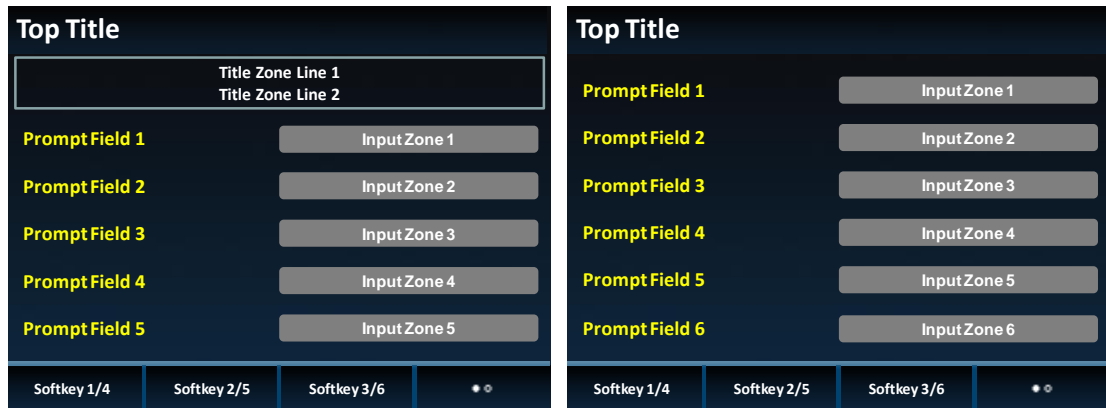 Top Title
Title Zone Line 1
Title Zone Line 2
Prompt Field 1 Input Zone 1
Prompt Field 2 Input Zone 2
Prompt Field 3 Input Zone 3
Prompt Field 4 Input Zone 4
Prompt Field 5 Input Zone 5
Softkey 1/4 Softkey 2/5 Softkey 3/6
Top Title
Prompt Field 1 Input Zone 1
Prompt Field 2 Input Zone 2
Prompt Field 3 Input Zone 3
Prompt Field 4 Input Zone 4
Prompt Field 5 Input Zone 5
Prompt Field 6 Input Zone 6
Softkey 1/4 Softkey 2/5 Softkey 3/6